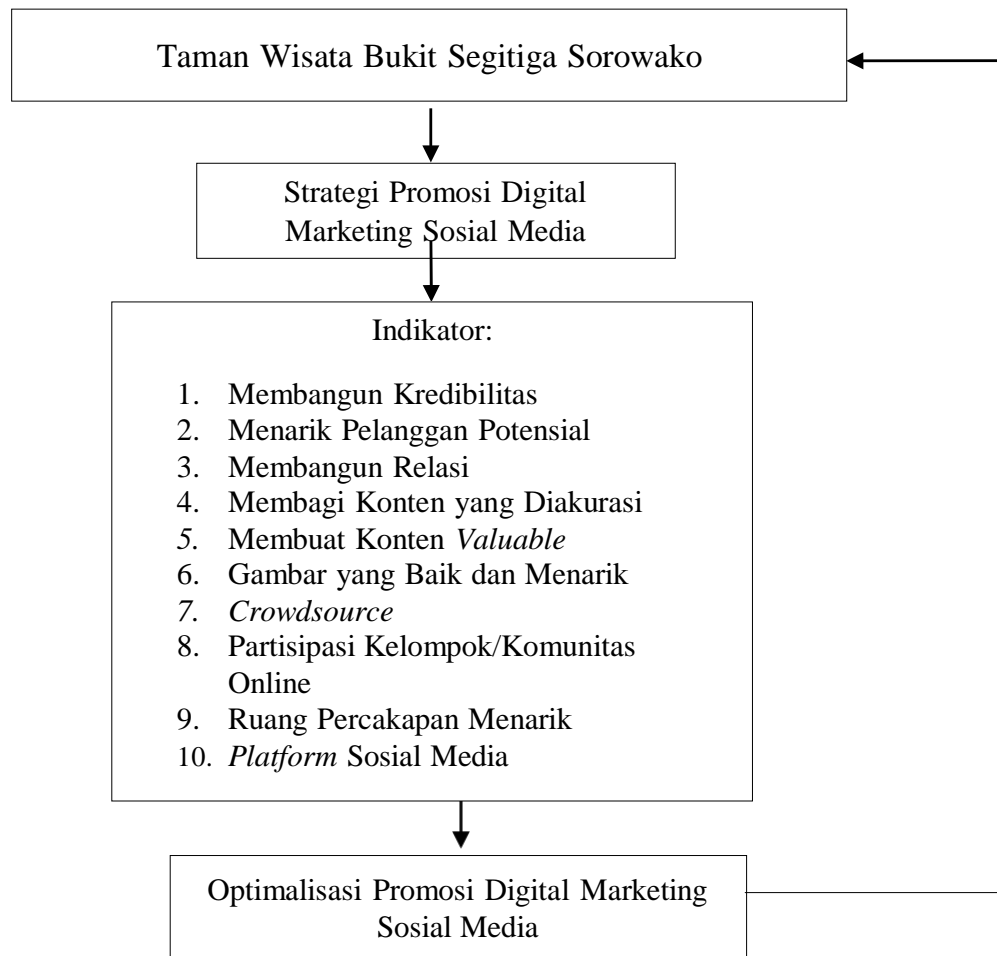 Taman Wisata Bukit Segitiga Sorowako
Strategi Promosi Digital
Marketing Sosial Media
Indikator:
1. Membangun Kredibilitas
2. Menarik Pelanggan Potensial
3. Membangun Relasi
4. Membagi Konten yang Diakurasi
5. Membuat Konten Valuable
6. Gambar yang Baik dan Menarik
7. Crowdsource
8. Partisipasi Kelompok/Komunitas
Online
9. Ruang Percakapan Menarik
10. Platform Sosial Media
Optimalisasi Promosi Digital Marketing
Sosial Media